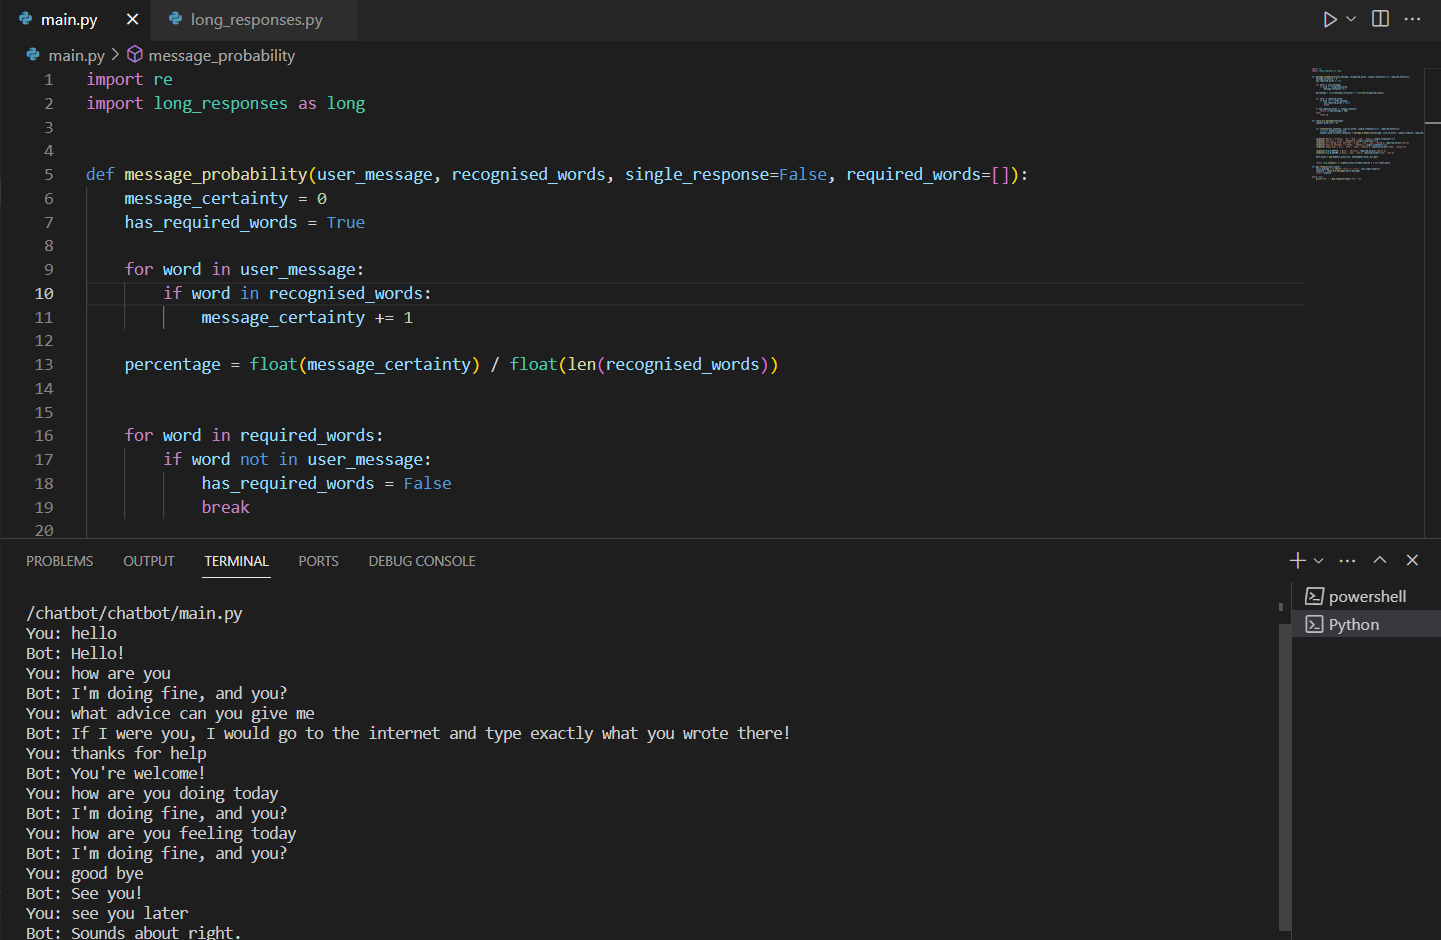 main.py
long_responses.py
main.py > message_probability
1 import re
2 import long_responses as long
3
4
5 def message_probability(user_message, recognised_words, single_response=False, required_words=[]):
6 message_certainty = 0
7 has_required_words = True
8
9 for word in user_message:
10 if word in recognised_words:
11 message_certainty += 1
12
13 percentage = float(message_certainty) / float(len(recognised_words))
14
15
16 for word in required_words:
17 if word not in user_message:
18 has_required_words = False
19 break
20
PROBLEMS OUTPUT TERMINAL PORTS DEBUG CONSOLE
powershell
Python
/chatbot/chatbot/main.py
You: hello
Bot: Hello!
You: how are you
Bot: I'm doing fine, and you?
You: what advice can you give me
Bot: If I were you, I would go to the internet and type exactly what you wrote there!
You: thanks for help
Bot: You're welcome!
You: how are you doing today
Bot: I'm doing fine, and you?
You: how are you feeling today
Bot: I'm doing fine, and you?
You: good bye
Bot: See you!
You: see you later
Bot: Sounds about right.